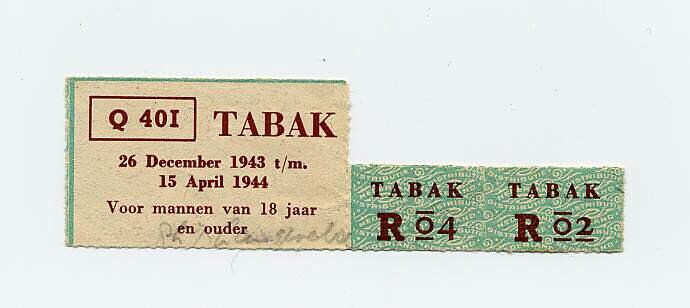 Q 401 TABAK
26 December 1943 t/m.
15 April 1944
Voor mannen van 18 jaar
en ouder
TABAK
R 04
TABAK
R 02